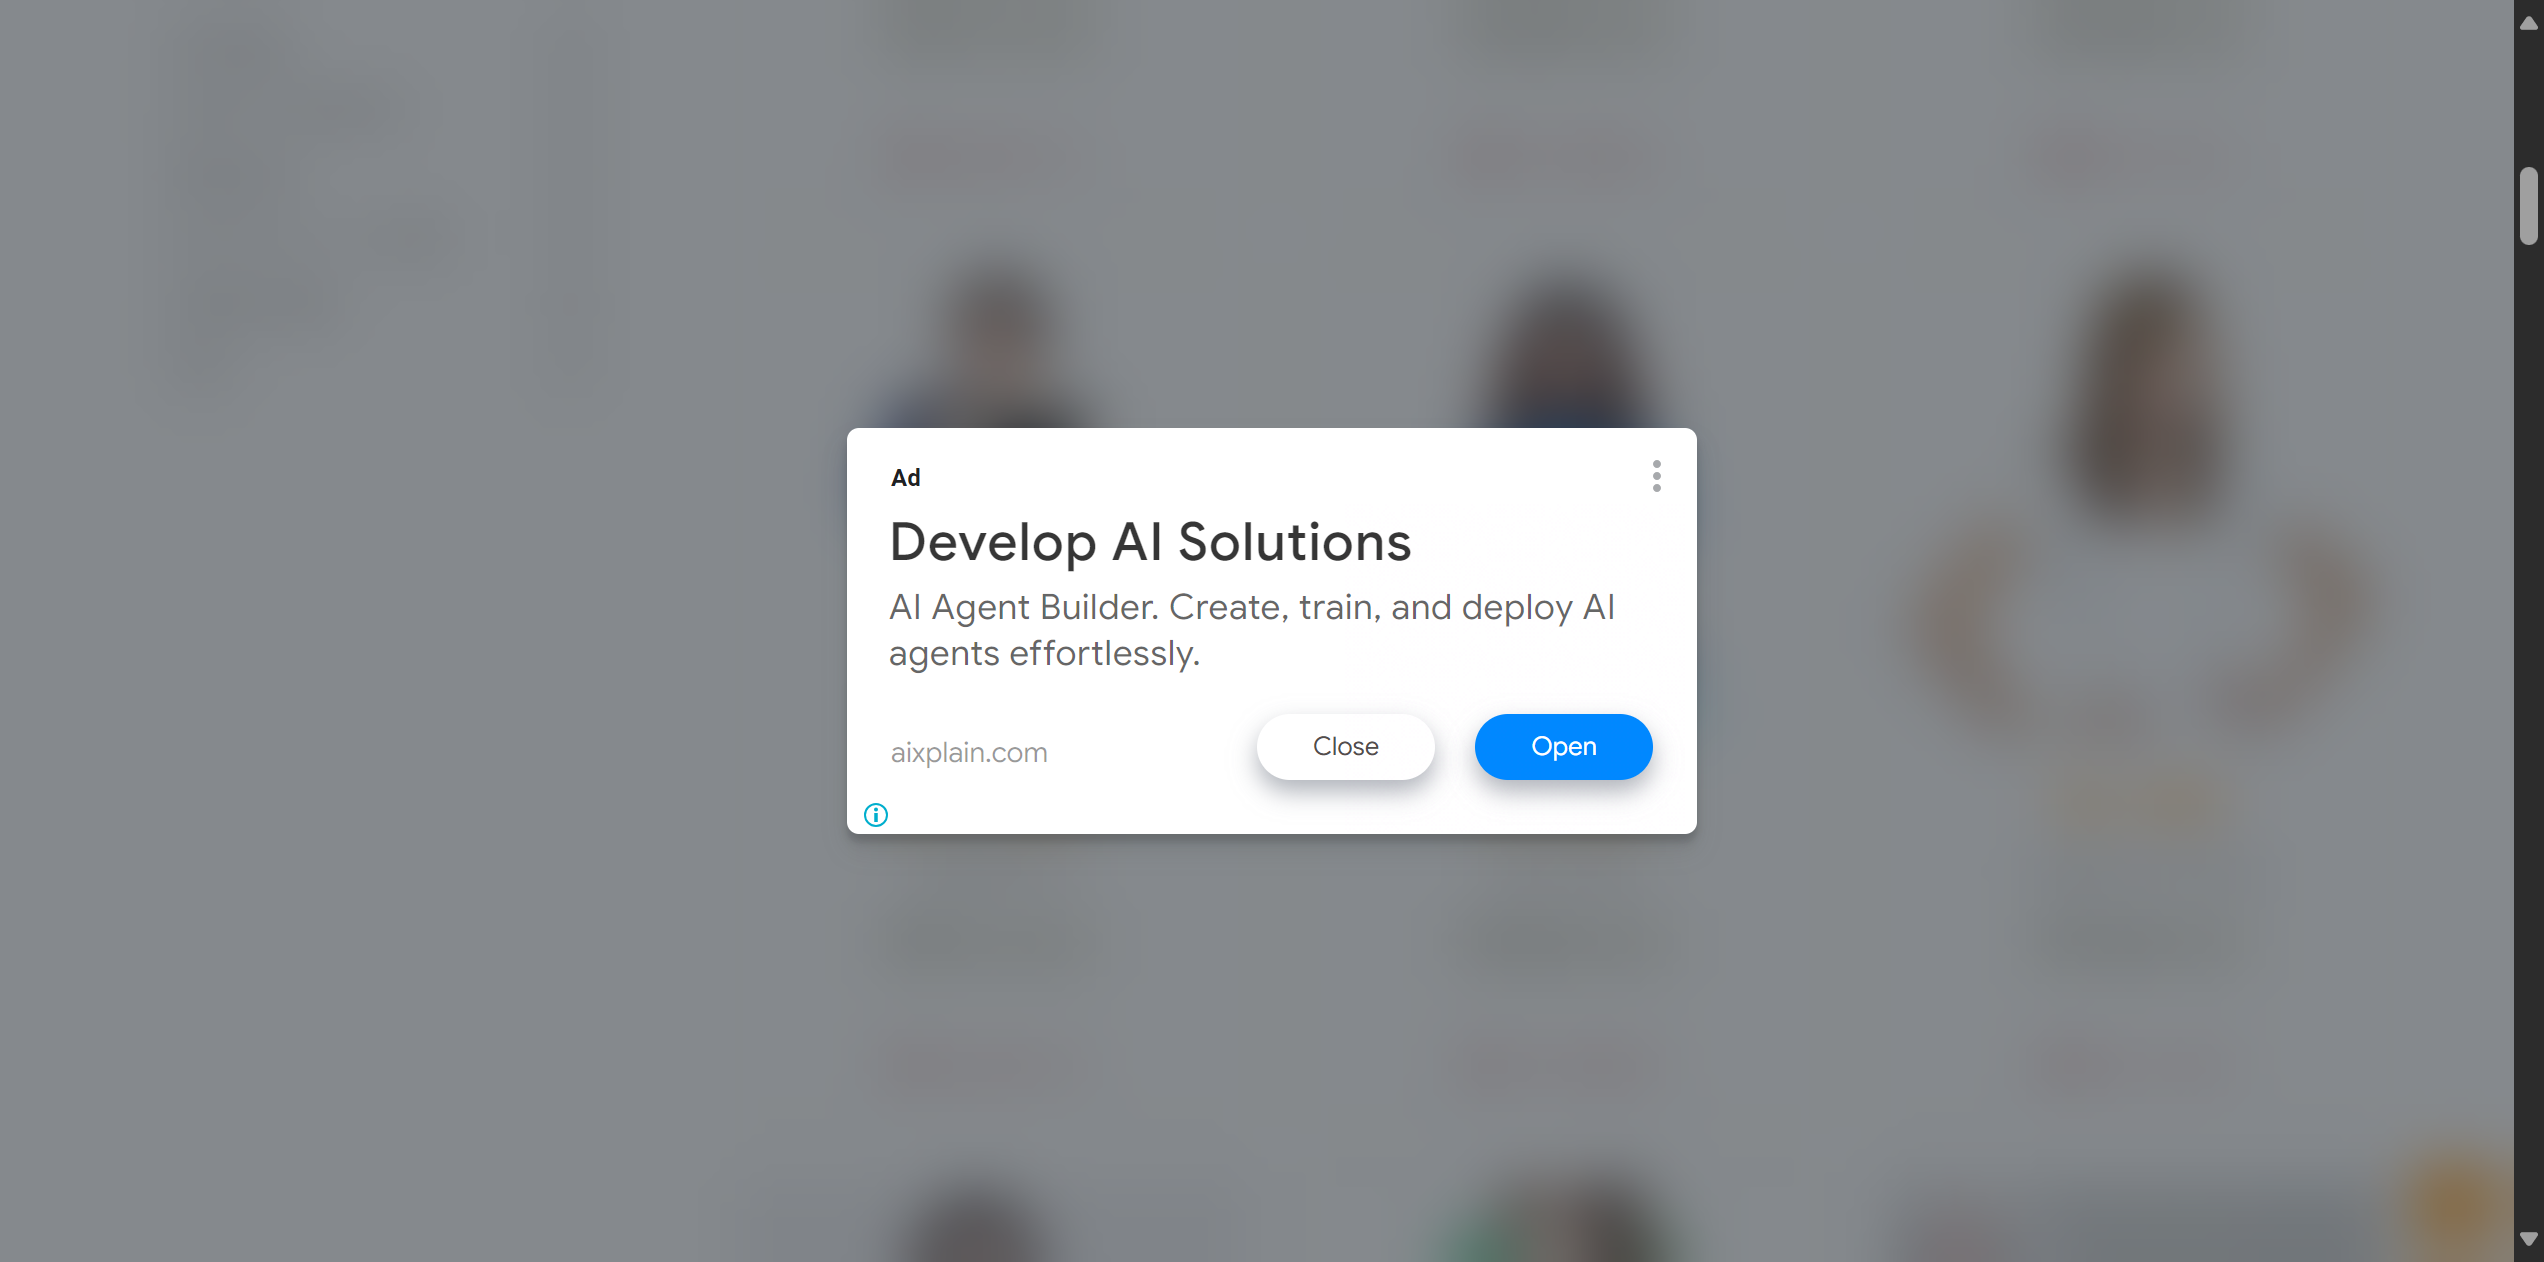 Ad
Develop AI Solutions
AI Agent Builder. Create, train, and deploy AI
agents effortlessly.
aixplain.com
Close
Open